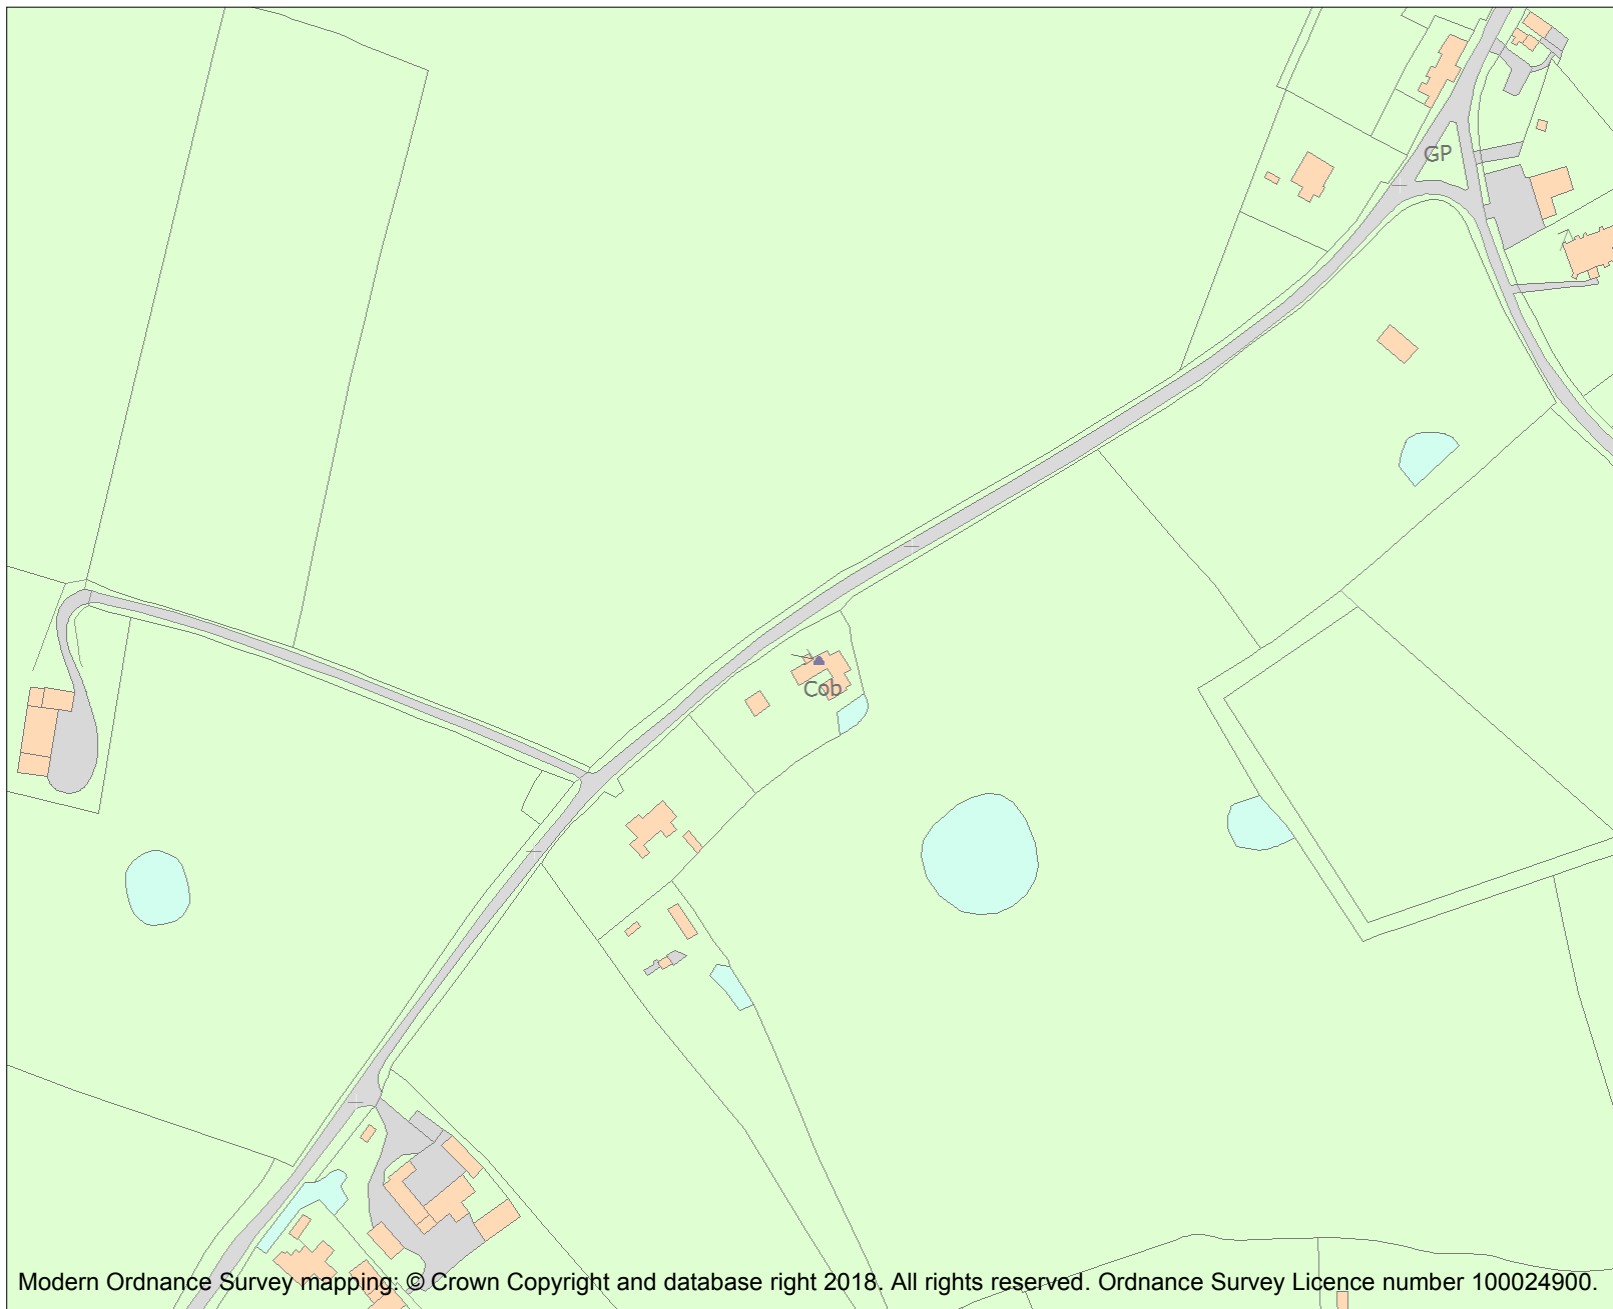 GP
Cob
Modern Ordnance Survey mapping: © Crown Copyright and database right 2018. All rights reserved. Ordnance Survey Licence number 100024900.